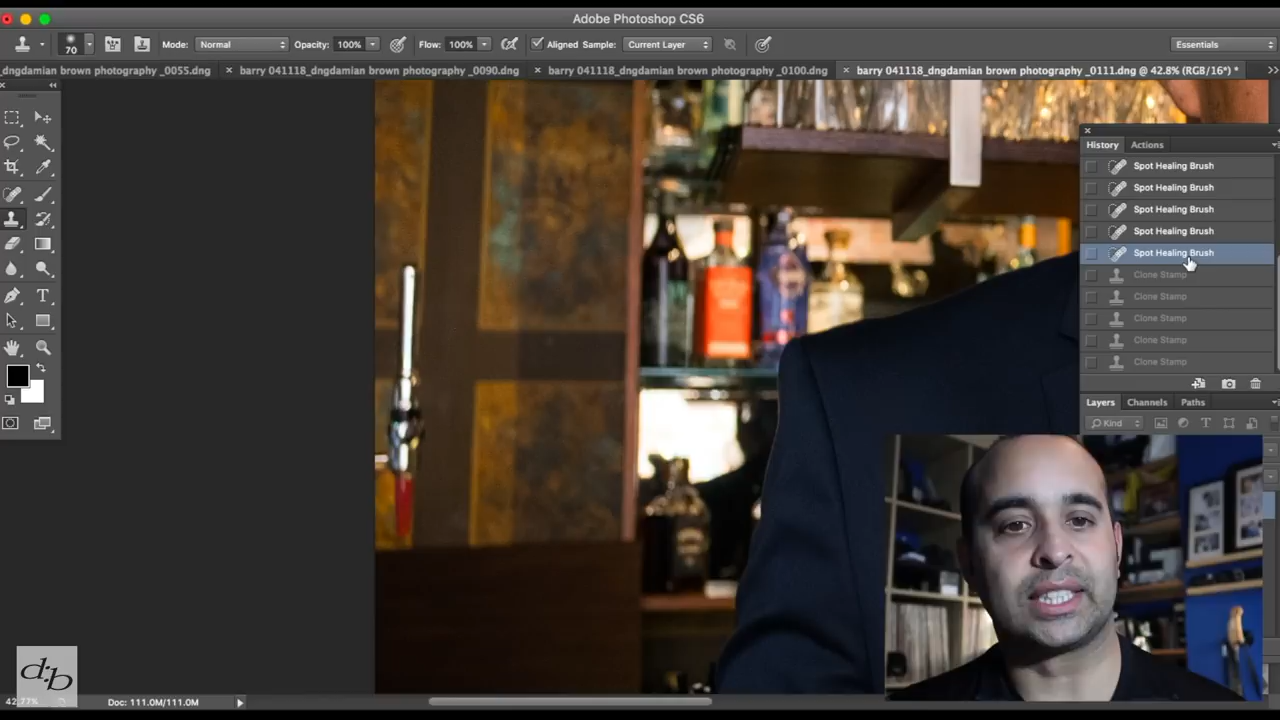 Adobe Photoshop CS6
70 Mode: Normal Opacity: 100% Flow: 100% Aligned Sample: Current Layer Essentials
_dngdamian brown photography _0055.dng × barry 041118_dngdamian brown photography _0090.dng × barry 041118_dngdamian brown photography _0100.dng × barry 041118_dngdamian brown photography _0111.dng @ 42.8% (RGB/16*) *
History Actions
Spot Healing Brush
Spot Healing Brush
Spot Healing Brush
Spot Healing Brush
Spot Healing Brush
Clone Stamp
Clone Stamp
Clone Stamp
Clone Stamp
Clone Stamp
Layers Channels Paths
Kind
d:b
42.77% Doc: 111.0M/111.0M